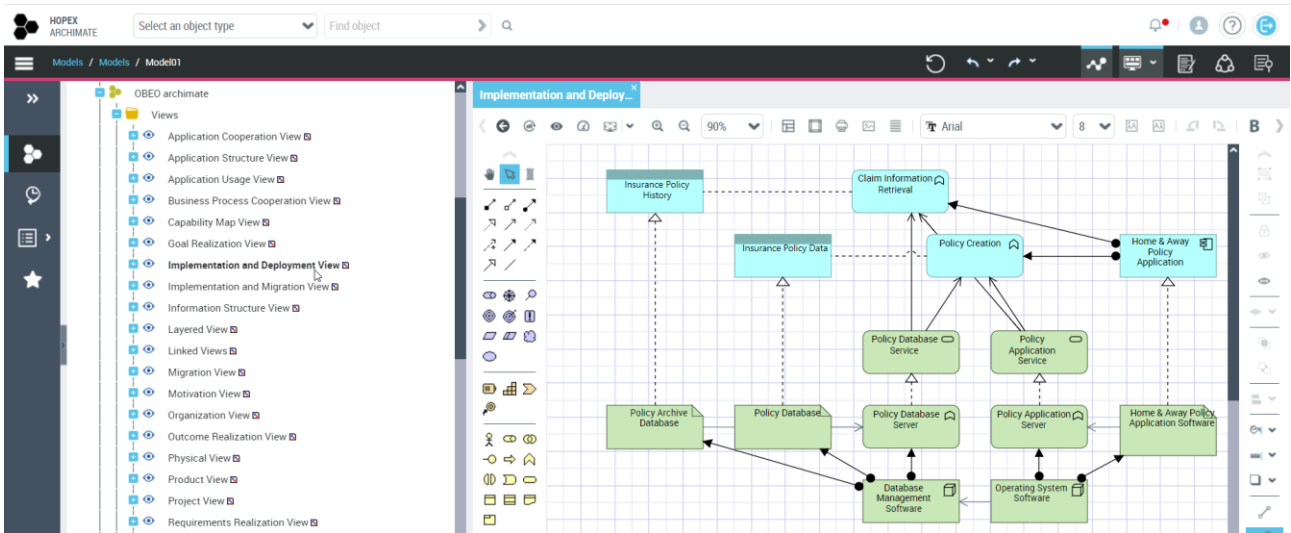 HOPEX
ARCHIMATE
Select an object type
Find object
Models / Models / Model01
OBEO archimate
Views
Application Cooperation View
Application Structure View
Application Usage View
Business Process Cooperation View
Capability Map View
Goal Realization View
Implementation and Deployment View
Implementation and Migration View
Information Structure View
Layered View
Linked Views
Migration View
Motivation View
Organization View
Outcome Realization View
Physical View
Product View
Project View
Requirements Realization View
Implementation and Deploy...
90%
Arial
8
B
Insurance Policy
History
Claim Information
Retrieval
Insurance Policy Data
Policy Creation
Home & Away
Policy
Application
Policy Database
Service
Policy
Application
Service
Policy Archive
Database
Policy Database
Policy Database
Server
Policy Application
Server
Home & Away Policy
Application Software
Database
Management
Software
Operating System
Software